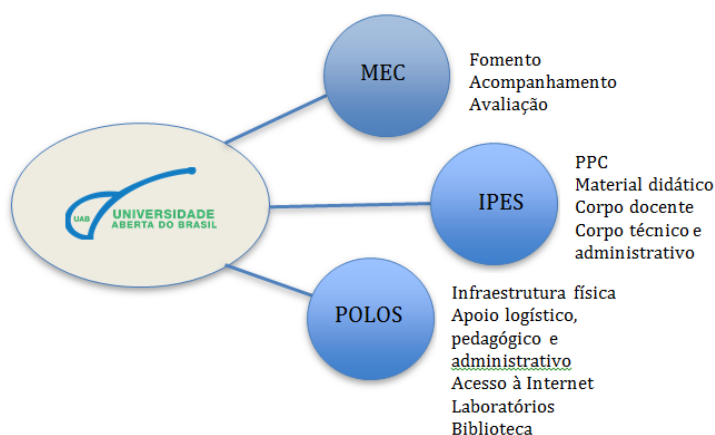 MEC
Fomento
Acompanhamento
Avaliação
UAB
UNIVERSIDADE
ABERTA DO BRASIL
IPES
PPC
Material didático
Corpo docente
Corpo técnico e
administrativo
POLOS
Infraestrutura física
Apoio logístico,
pedagógico e
administrativo
Acesso à Internet
Laboratórios
Biblioteca